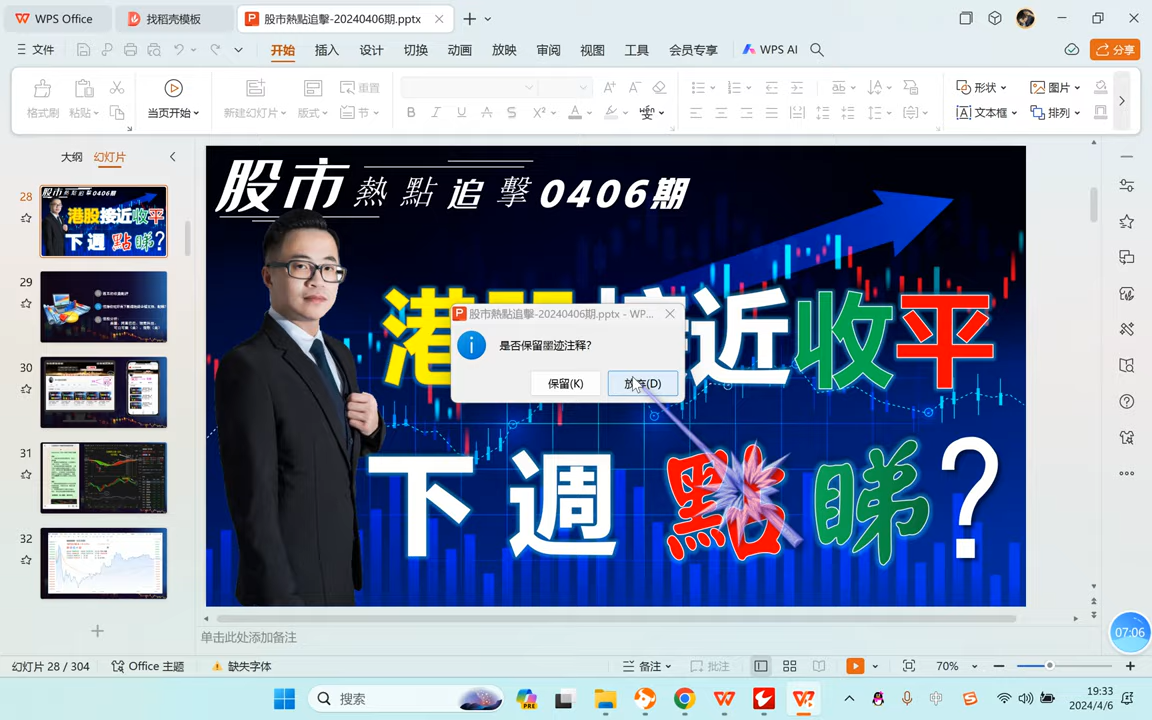 WPS Office
找稻壳模板
股市熱點追擊-20240406期.pptx
文件
开始
插入
设计
切换
动画
放映
审阅
视图
工具
会员专享
WPS AI
分享
格式刷
粘贴
当页开始
新建幻灯片
版式
重置
节
形状
图片
文本框
排列
大纲
幻灯片
28
29
30
31
32
股市熱點追擊0406期
港股接近收平
下週點睇?
股市熱點追擊-20240406期.pptx - WP...
是否保留墨迹注释?
保留(K)
放弃(D)
单击此处添加备注
07:06
幻灯片 28 / 304
Office 主题
缺失字体
备注
批注
70%
搜索
PRE
中
19:33
2024/4/6